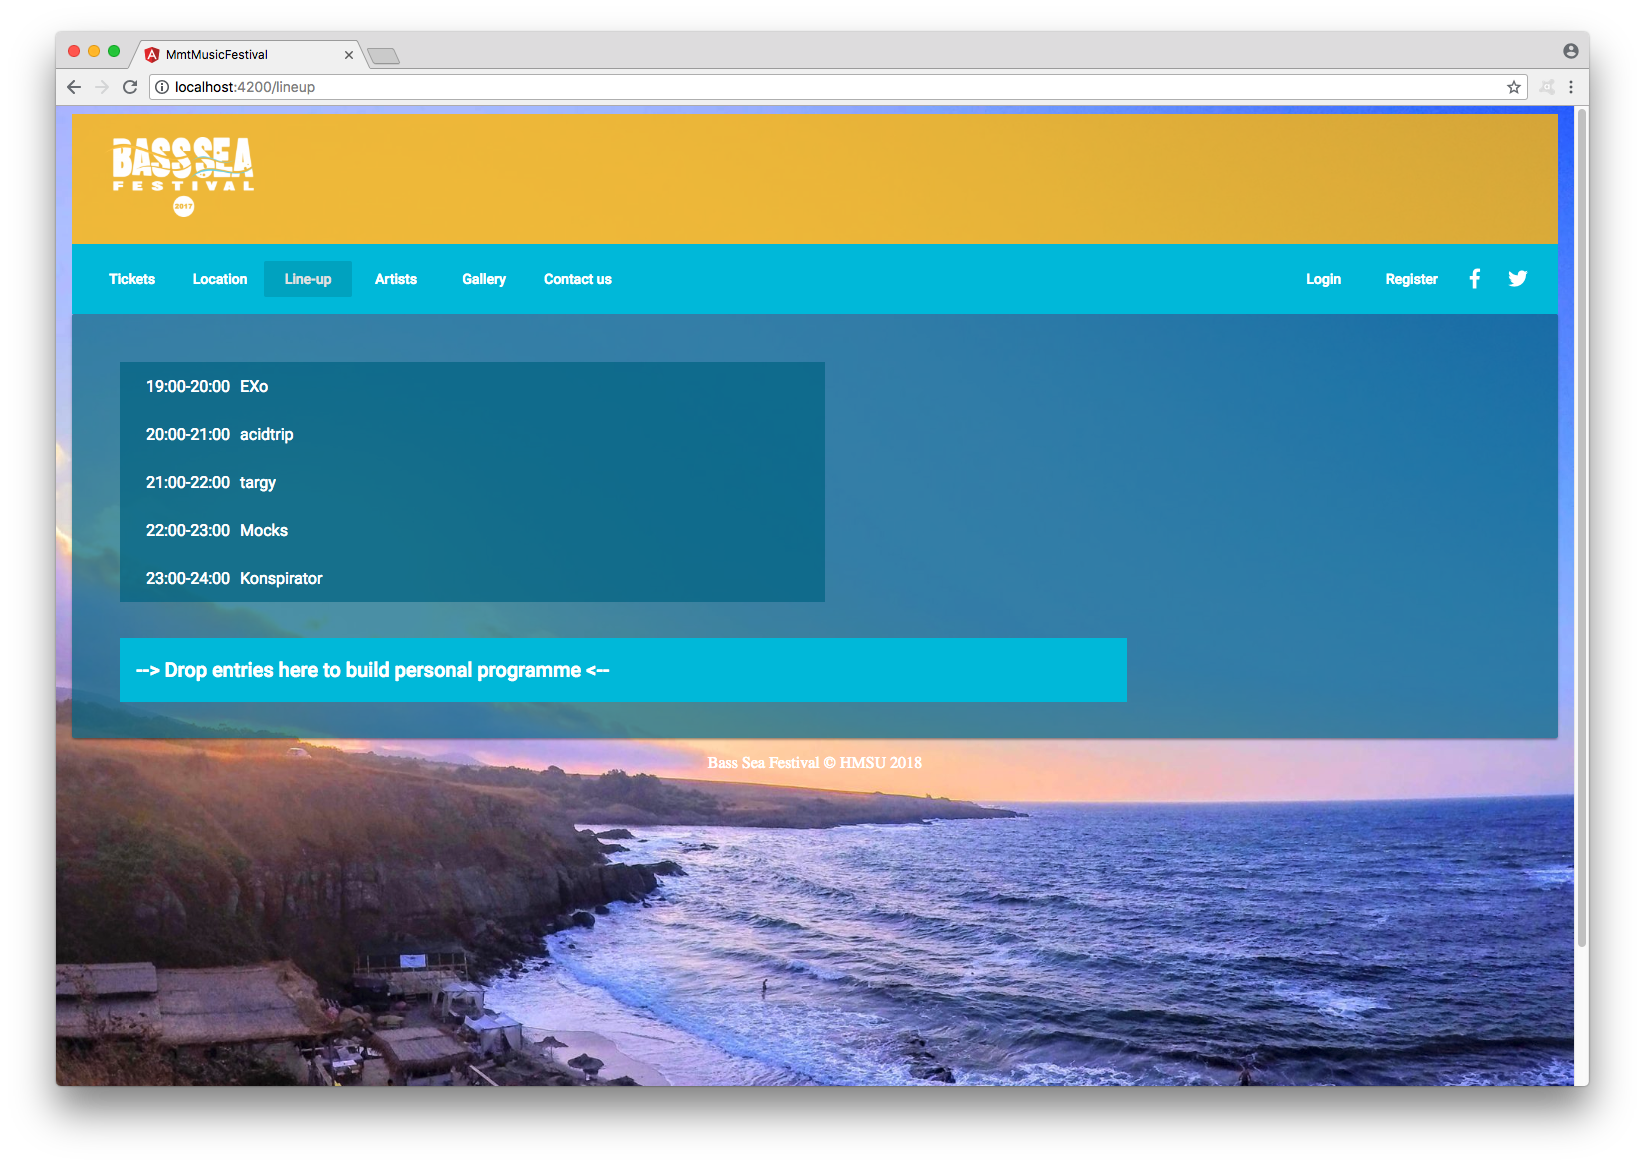 MmtMusicFestival
localhost:4200/lineup
BASS SEA
FESTIVAL
2017
Tickets Location Line-up Artists Gallery Contact us Login Register
19:00-20:00 EXo
20:00-21:00 acidtrip
21:00-22:00 targy
22:00-23:00 Mocks
23:00-24:00 Konspirator
--> Drop entries here to build personal programme <--
Bass Sea Festival © HMSU 2018